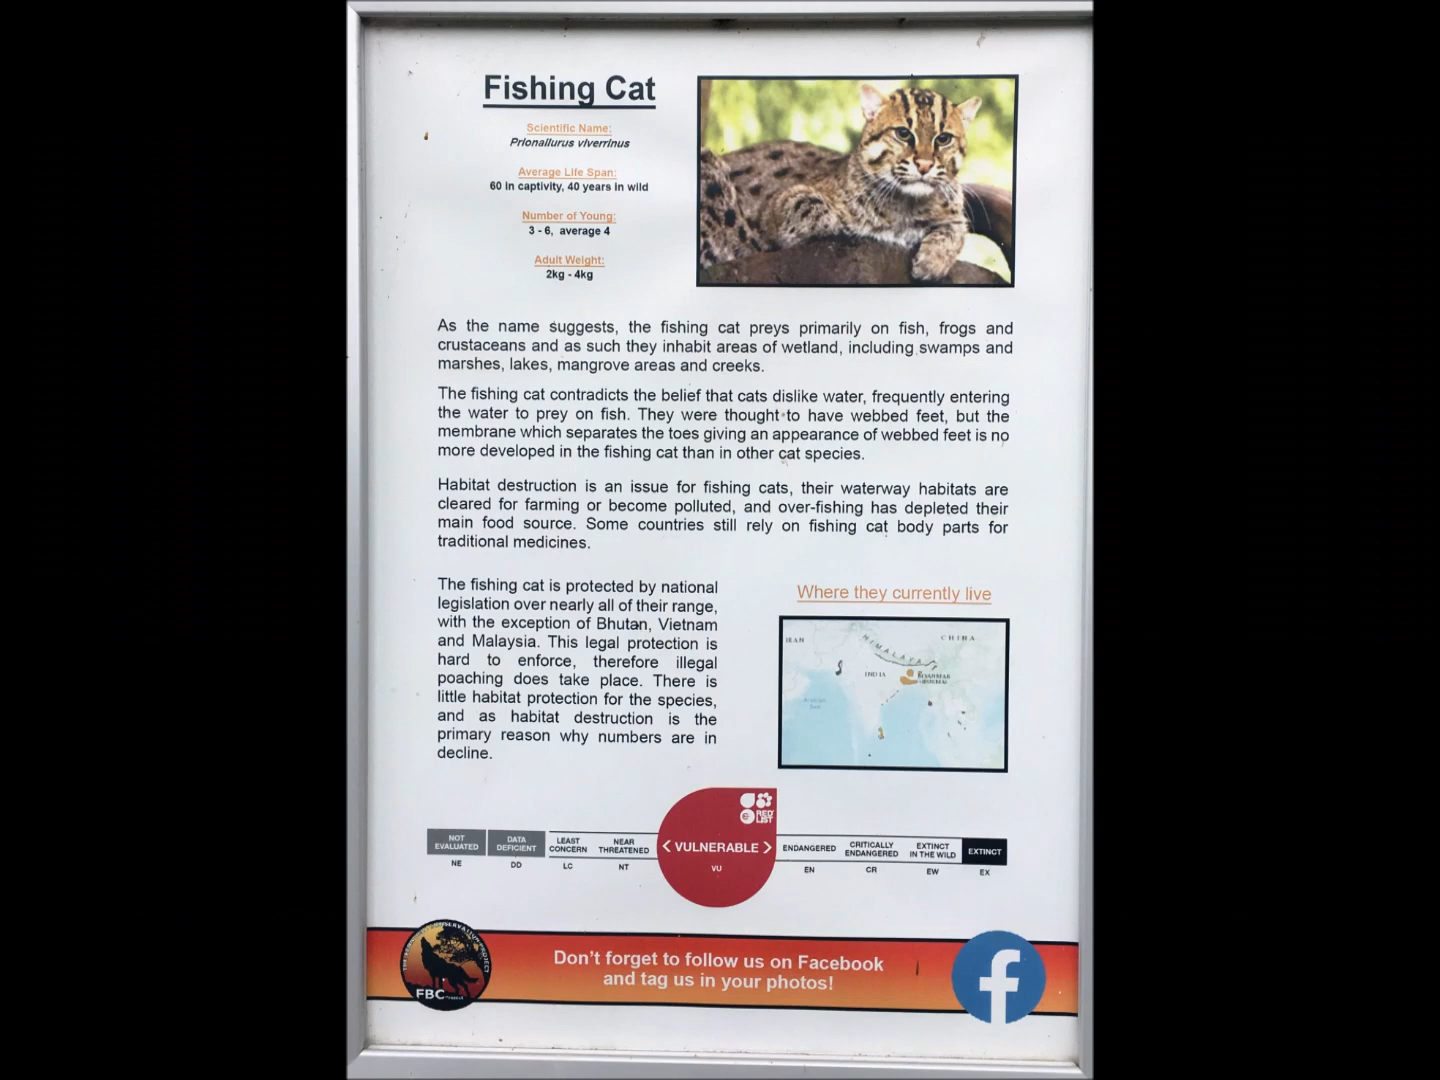 Fishing Cat
Scientific Name:
Prionailurus viverrinus
Average Life Span:
60 in captivity, 40 years in wild
Number of Young:
3 - 6, average 4
Adult Weight:
2kg - 4kg
As the name suggests, the fishing cat preys primarily on fish, frogs and
crustaceans and as such they inhabit areas of wetland, including swamps and
marshes, lakes, mangrove areas and creeks.
The fishing cat contradicts the belief that cats dislike water, frequently entering
the water to prey on fish. They were thought to have webbed feet, but the
membrane which separates the toes giving an appearance of webbed feet is no
more developed in the fishing cat than in other cat species.
Habitat destruction is an issue for fishing cats, their waterway habitats are
cleared for farming or become polluted, and over-fishing has depleted their
main food source. Some countries still rely on fishing cat body parts for
traditional medicines.
The fishing cat is protected by national
legislation over nearly all of their range,
with the exception of Bhutan, Vietnam
and Malaysia. This legal protection is
hard to enforce, therefore illegal
poaching does take place. There is
little habitat protection for the species,
and as habitat destruction is the
primary reason why numbers are in
decline.
Where they currently live
IRAN
CHINA
HIMALAYA
INDIA
Arabian
Sea
RED
LIST
NOT
EVALUATED
DATA
DEFICIENT
LEAST
CONCERN
NEAR
THREATENED
< VULNERABLE >
ENDANGERED
CRITICALLY
ENDANGERED
EXTINCT
IN THE WILD
EXTINCT
NE
DD
LC
NT
VU
EN
CR
EW
EX
Don't forget to follow us on Facebook
and tag us in your photos!
FBC
f